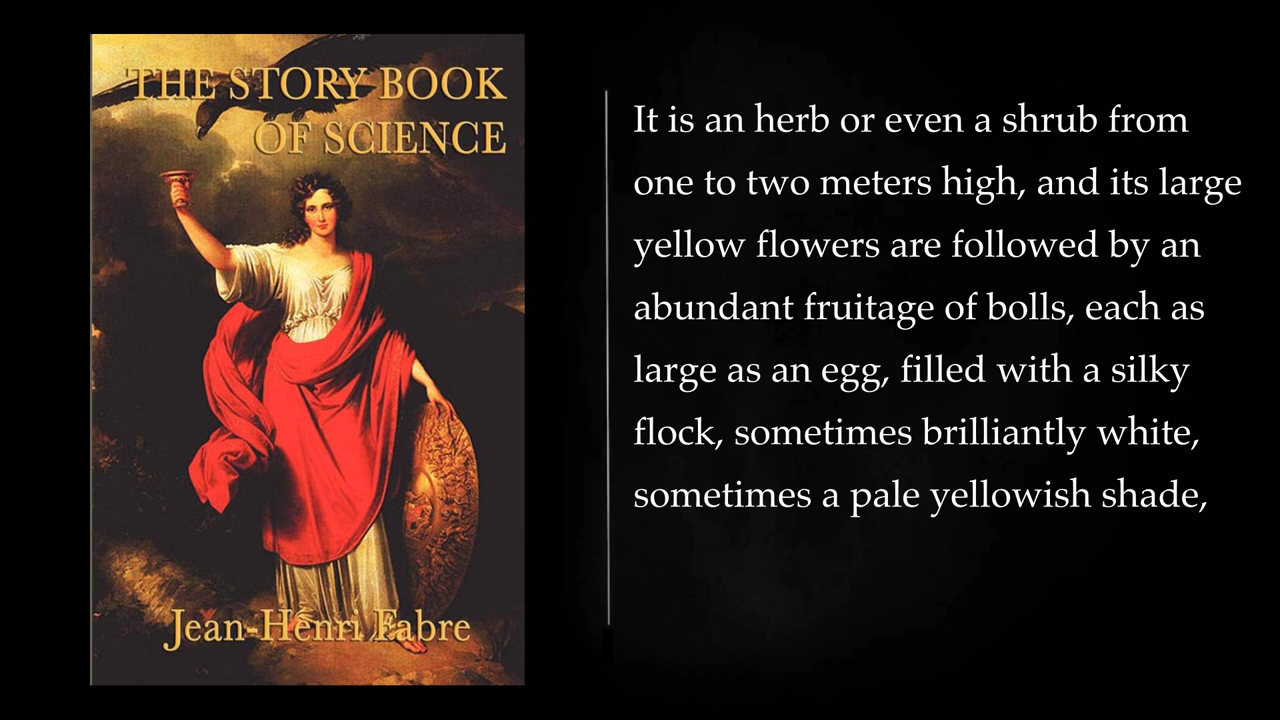 THE STORY BOOK
OF SCIENCE
Jean-Henri Fabre
It is an herb or even a shrub from
one to two meters high, and its large
yellow flowers are followed by an
abundant fruitage of bolls, each as
large as an egg, filled with a silky
flock, sometimes brilliantly white,
sometimes a pale yellowish shade,